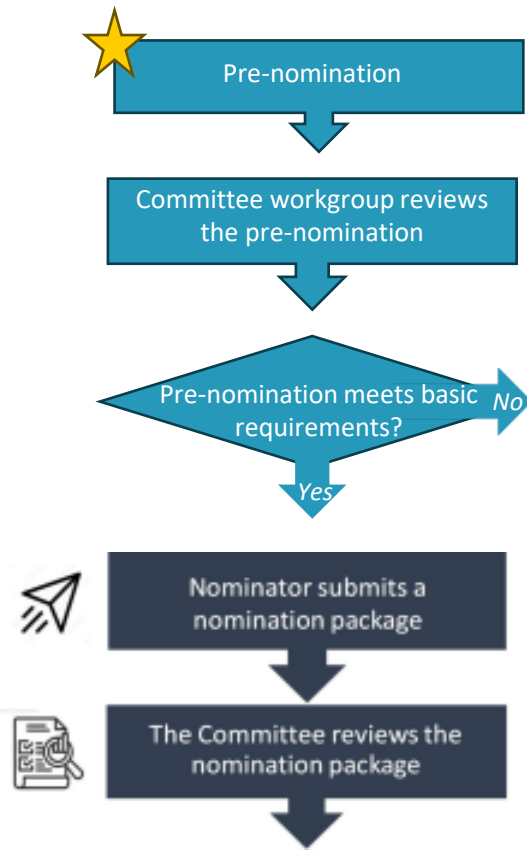 Pre-nomination
Committee workgroup reviews
the pre-nomination
Pre-nomination meets basic
requirements?
No
Yes
Nominator submits a
nomination package
The Committee reviews the
nomination package